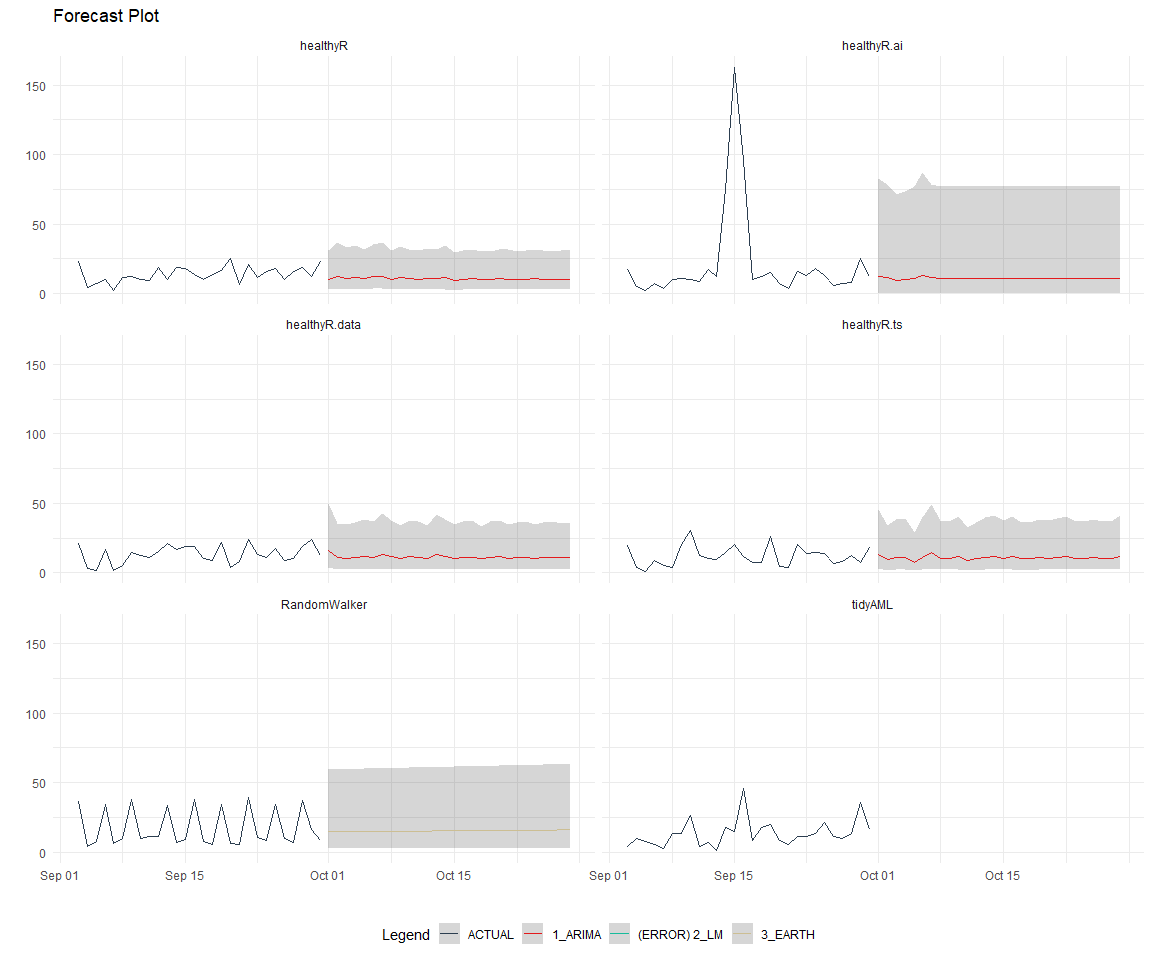 Forecast Plot
healthyR
healthyR.ai
150
100
50
0
healthyR.data
healthyR.ts
150
100
50
0
RandomWalker
tidyAML
150
100
50
0
Sep 01 Sep 15 Oct 01 Oct 15 Sep 01 Sep 15 Oct 01 Oct 15
Legend ACTUAL 1_ARIMA (ERROR) 2_LM 3_EARTH